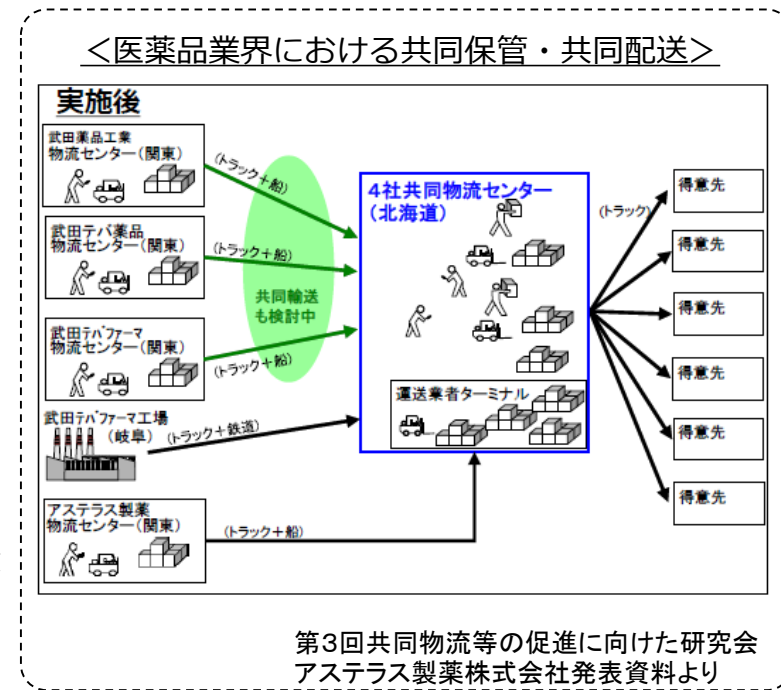 ＜医薬品業界における共同保管・共同配送＞
実施後
武田薬品工業
物流センター（関東）
(トラック＋船)
武田テバ薬品
物流センター（関東）
(トラック＋船)
武田テバファーマ
物流センター（関東）
(トラック＋船)
共同輸送
も検討中
武田テバファーマ工場
（岐阜）
(トラック＋鉄道)
アステラス製薬
物流センター（関東）
(トラック＋船)
４社共同物流センター
（北海道）
運送業者ターミナル
(トラック)
得意先
得意先
得意先
得意先
得意先
得意先
第３回共同物流等の促進に向けた研究会
アステラス製薬株式会社発表資料より